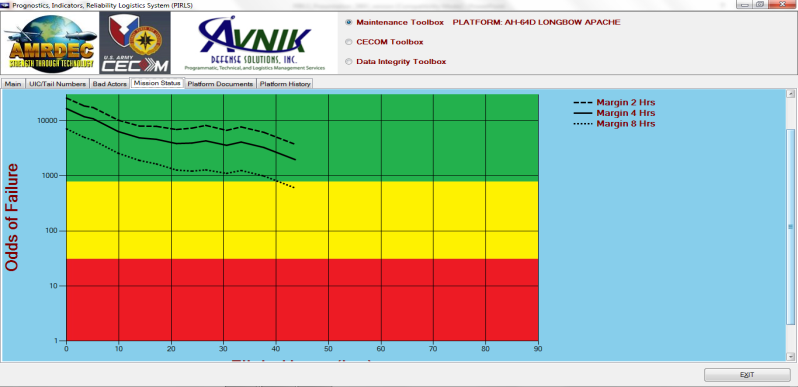 Prognostics, Indicators, Reliability Logistics System (PIRLS)
AMRDEC
STRENGTH THROUGH TECHNOLOGY
U.S. ARMY
CECOM
AVNIK
DEFENSE SOLUTIONS, INC.
Programmatic, Technical, and Logistics Management Services
Maintenance Toolbox PLATFORM: AH-64D LONGBOW APACHE
CECOM Toolbox
Data Integrity Toolbox
Main UIC/Tail Numbers Bad Actors Mission Status Platform Documents Platform History
Odds of Failure
10000
1000
100
10
1
0 10 20 30 40 50 60 70 80 90
Margin 2 Hrs
Margin 4 Hrs
Margin 8 Hrs
EXIT